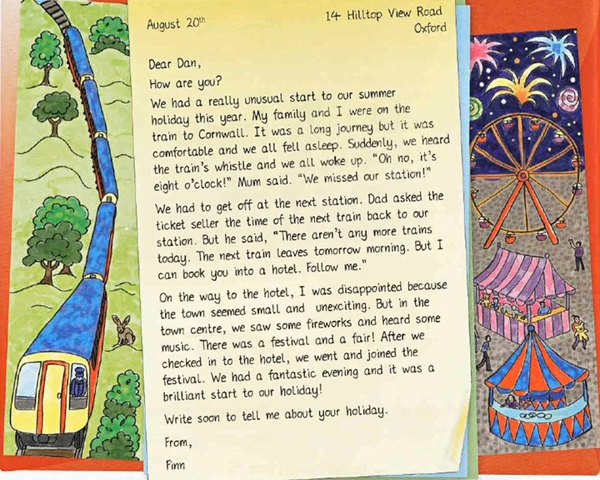 August 20th
14 Hilltop View Road
Oxford
Dear Dan,
How are you?
We had a really unusual start to our summer
holiday this year. My family and I were on the
train to Cornwall. It was a long journey but it was
comfortable and we all fell asleep. Suddenly, we heard
the train's whistle and we all woke up. “Oh no, it's
eight o'clock!” Mum said. “We missed our station!”
We had to get off at the next station. Dad asked the
ticket seller the time of the next train back to our
station. But he said, “There aren't any more trains
today. The next train leaves tomorrow morning. But I
can book you into a hotel. Follow me.”
On the way to the hotel, I was disappointed because
the town seemed small and unexciting. But in the
town centre, we saw some fireworks and heard some
music. There was a festival and a fair! After we
checked in to the hotel, we went and joined the
festival. We had a fantastic evening and it was a
brilliant start to our holiday!
Write soon to tell me about your holiday.
From,
Finn